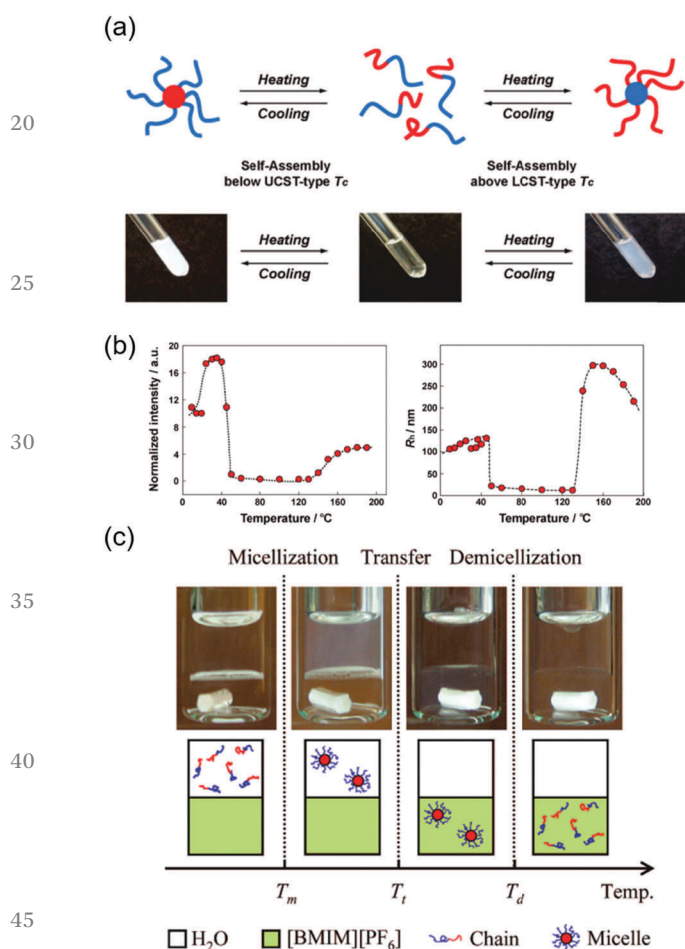 (a)
Heating Heating
Cooling Cooling
20
Self-Assembly Self-Assembly
below UCST-type Tc above LCST-type Tc
Heating Heating
Cooling Cooling
25
(b)
20
16
12
8
4
0
Normalized intensity / a.u.
0 40 80 120 160 200
Temperature / °C
300
250
200
150
100
50
0
Rh / nm
0 40 80 120 160 200
Temperature / °C
30
(c)
Micellization Transfer Demicellization
35
40
Tm Tt Td Temp.
45
H2O [BMIM][PF6] Chain Micelle